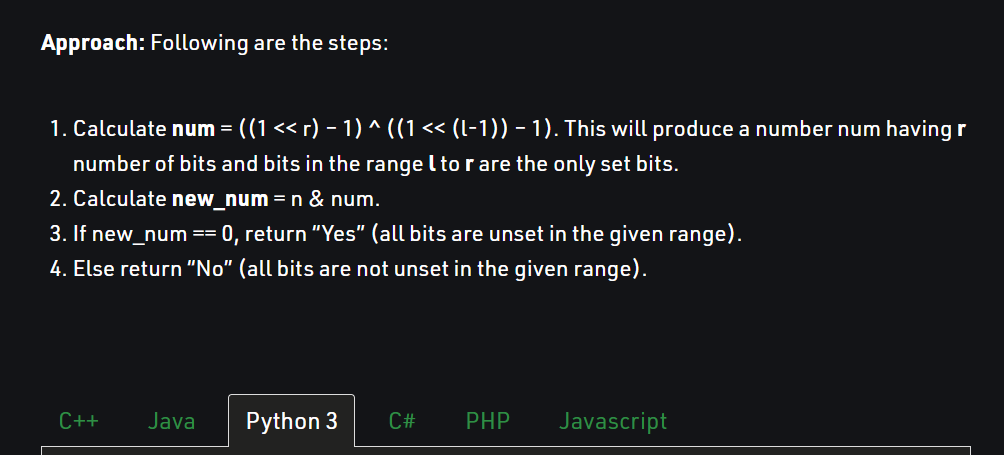 Approach: Following are the steps:
1. Calculate num = ((1 << r) – 1) ^ ((1 << (l-1)) – 1). This will produce a number num having r
number of bits and bits in the range l to r are the only set bits.
2. Calculate new_num = n & num.
3. If new_num == 0, return “Yes” (all bits are unset in the given range).
4. Else return “No” (all bits are not unset in the given range).
C++ Java Python 3 C# PHP Javascript